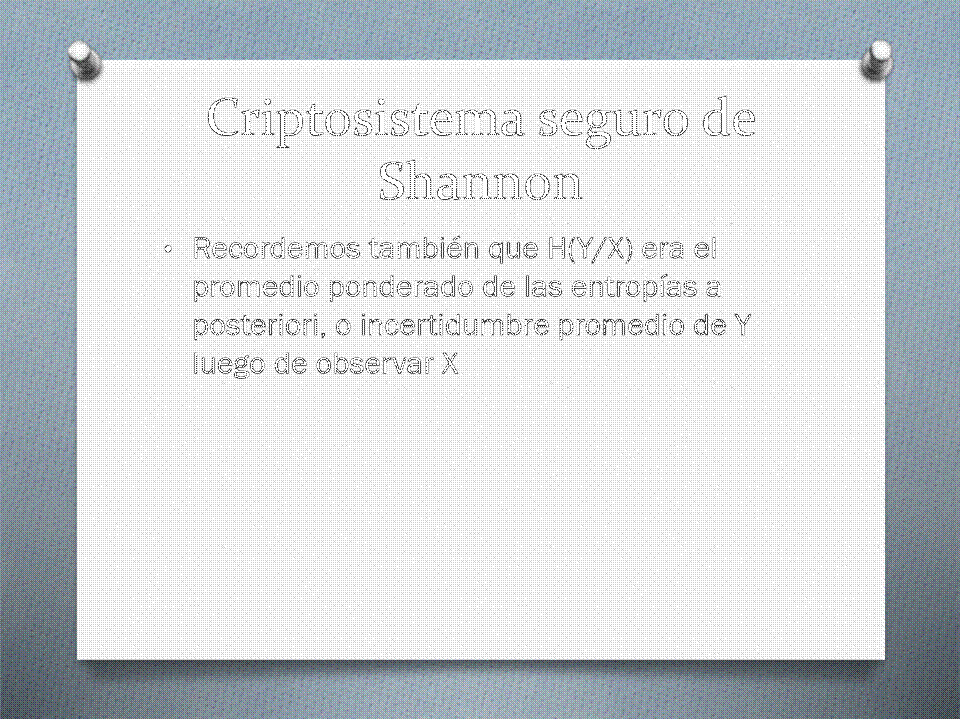 Criptosistema seguro de
Shannon
• Recordemos también que H(Y/X) era el
promedio ponderado de las entropías a
posteriori, o incertidumbre promedio de Y
luego de observar X